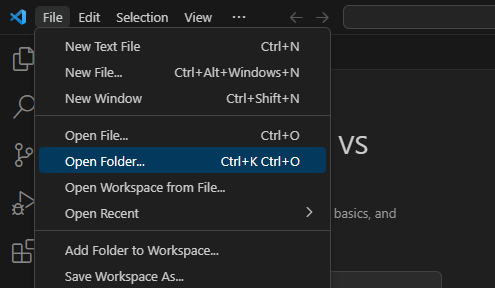 File Edit Selection View ...
New Text File Ctrl+N
New File... Ctrl+Alt+Windows+N
New Window Ctrl+Shift+N
Open File... Ctrl+O
VS
Open Folder... Ctrl+K Ctrl+O
Open Workspace from File...
Open Recent
basics, and
Add Folder to Workspace...
Save Workspace As...